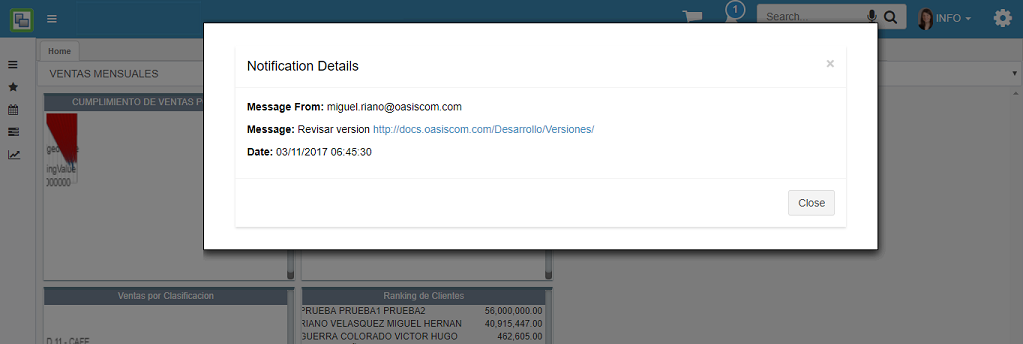 1
Search...
INFO
Home
VENTAS MENSUALES
CUMPLIMIENTO DE VENTAS
Notification Details
×
Message From: miguel.riano@oasiscom.com
Message: Revisar version http://docs.oasiscom.com/Desarrollo/Versiones/
Date: 03/11/2017 06:45:30
Close
ingValue
000000
Ventas por Clasificacion
Ranking de Clientes
PRUEBA PRUEBA1 PRUEBA2 56,000,000.00
RIANO VELASQUEZ MIGUEL HERNAN 40,915,447.00
GUERRA COLORADO VICTOR HUGO 462,605.00
D 11 - CAFE